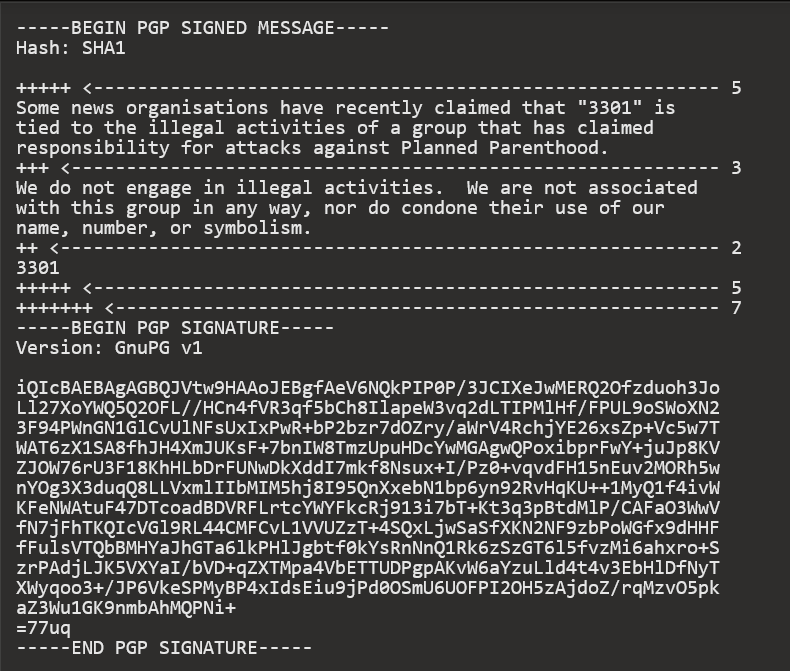 -----BEGIN PGP SIGNED MESSAGE-----
Hash: SHA1
+++++ <--------------------------------------------------------- 5
Some news organisations have recently claimed that "3301" is
tied to the illegal activities of a group that has claimed
responsibility for attacks against Planned Parenthood.
+++ <----------------------------------------------------------- 3
We do not engage in illegal activities.  We are not associated
with this group in any way, nor do condone their use of our
name, number, or symbolism.
++ <------------------------------------------------------------ 2
3301
+++++ <--------------------------------------------------------- 5
+++++++ <------------------------------------------------------- 7
-----BEGIN PGP SIGNATURE-----
Version: GnuPG v1
iQIcBAEBAgAGBQJVtw9HAAoJEBgfAeV6NQkPIP0P/3JCIXeJwMERQ2Ofzduoh3Jo
Ll27XoYWQ5Q2OFL//HCn4fVR3qf5bCh8IlapeW3vq2dLTIPMlHf/FPUL9oSWoXN2
3F94PWnGN1GlCvUlNFsUxIxPwR+bP2bzr7dOZry/aWrV4RchjYE26xsZp+Vc5w7T
WAT6zX1SA8fhJH4XmJUKsF+7bnIW8TmzUpuHDcYwMGAgwQPoxibprFwY+juJp8KV
ZJOW76rU3F18KhHLbDrFUNwDkXddI7mkf8Nsux+I/Pz0+vqvdFH15nEuv2MORh5w
nYOg3X3duqQ8LLVxmlIIbMIM5hj8I95QnXxebN1bp6yn92RvHqKU++1MyQ1f4ivW
KFeNWAtuF47DTcoadBDVRFLrtcYWYFkcRj913i7bT+Kt3q3pBtdMlP/CAFaO3WwV
fN7jFhTKQIcVGl9RL44CMFCvL1VVUZzT+4SQxLjwSaSfXKN2NF9zbPoWGfx9dHHF
fFulsVTQbBMHYaJhGTa6lkPHlJgbtf0kYsRnNnQ1Rk6zSzGT6l5fvzMi6ahxro+S
zrPAdjLJK5VXYaI/bVD+qZXTMpa4VbETTUDPgpAKvW6aYzuLld4t4v3EbHlDfNyT
XWyqoo3+/JP6VkeSPMyBP4xIdsEiu9jPd0OSmU6UOFPI2OH5zAjdoZ/rqMzvO5pk
aZ3Wu1GK9nmbAhMQPNi+
=77uq
-----END PGP SIGNATURE-----